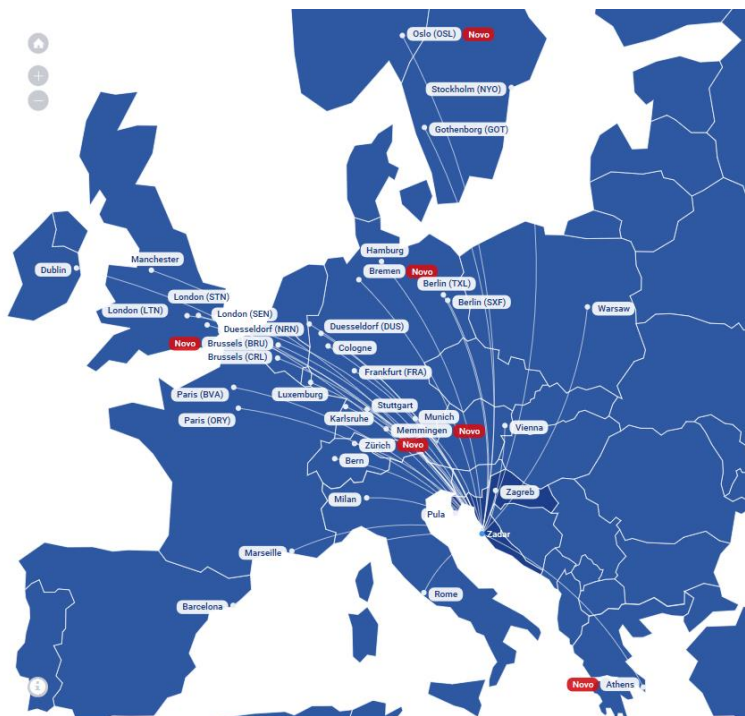 Oslo (OSL) Novo
Stockholm (NYO)
Gothenborg (GOT)
Hamburg
Manchester
Dublin
Bremen Novo
Berlin (TXL)
London (STN)
Berlin (SXF)
London (LTN)
London (SEN)
Warsaw
Duesseldorf (NRN)
Duesseldorf (DUS)
Novo Brussels (BRU)
Cologne
Brussels (CRL)
Frankfurt (FRA)
Paris (BVA)
Luxemburg
Stuttgart
Paris (ORY)
Karlsruhe
Munich
Memmingen Novo
Vienna
Zürich Novo
Bern
Zagreb
Milan
Pula
Zadar
Marseille
Rome
Barcelona
Novo Athens